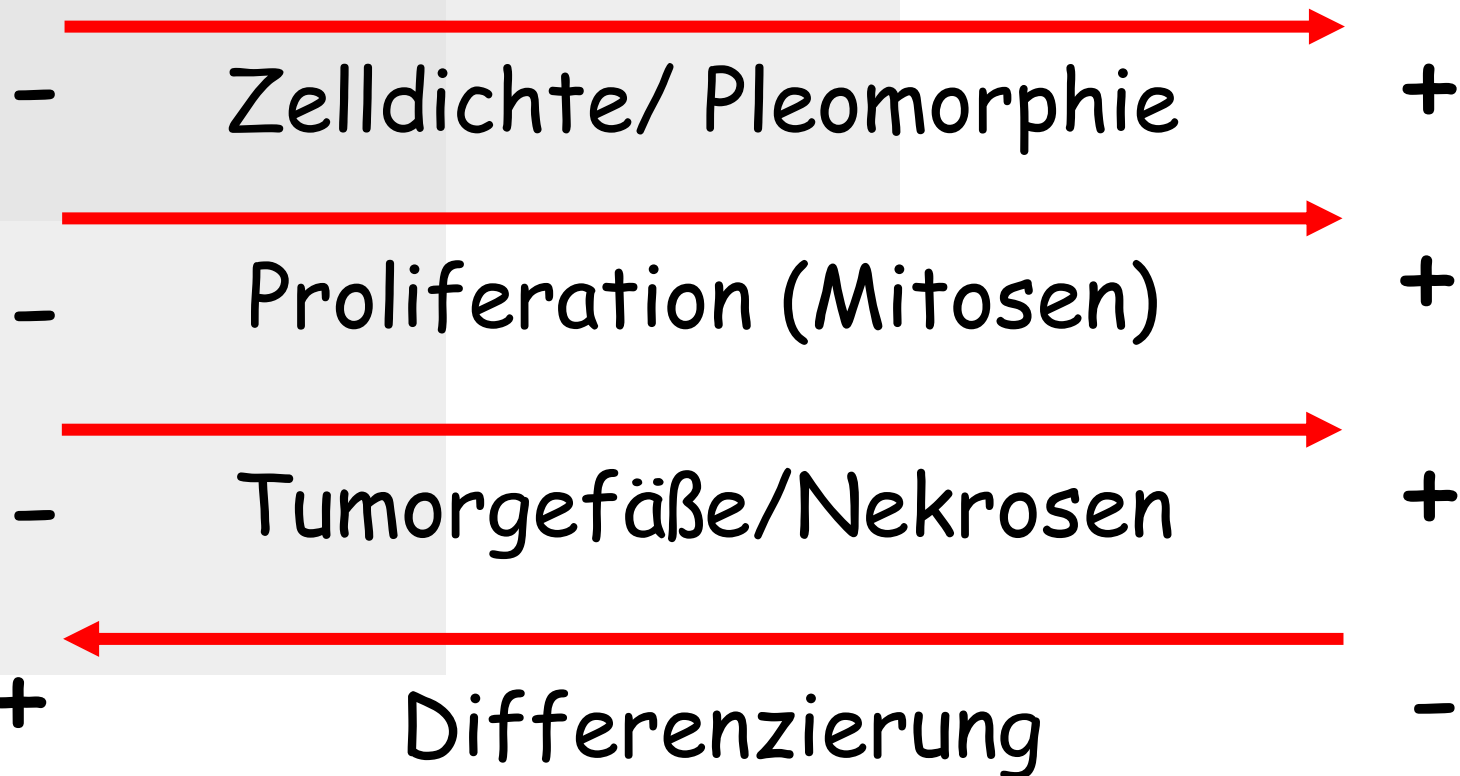 - Zelldichte/ Pleomorphie +
- Proliferation (Mitosen) +
- Tumorgefäße/Nekrosen +
+ Differenzierung -